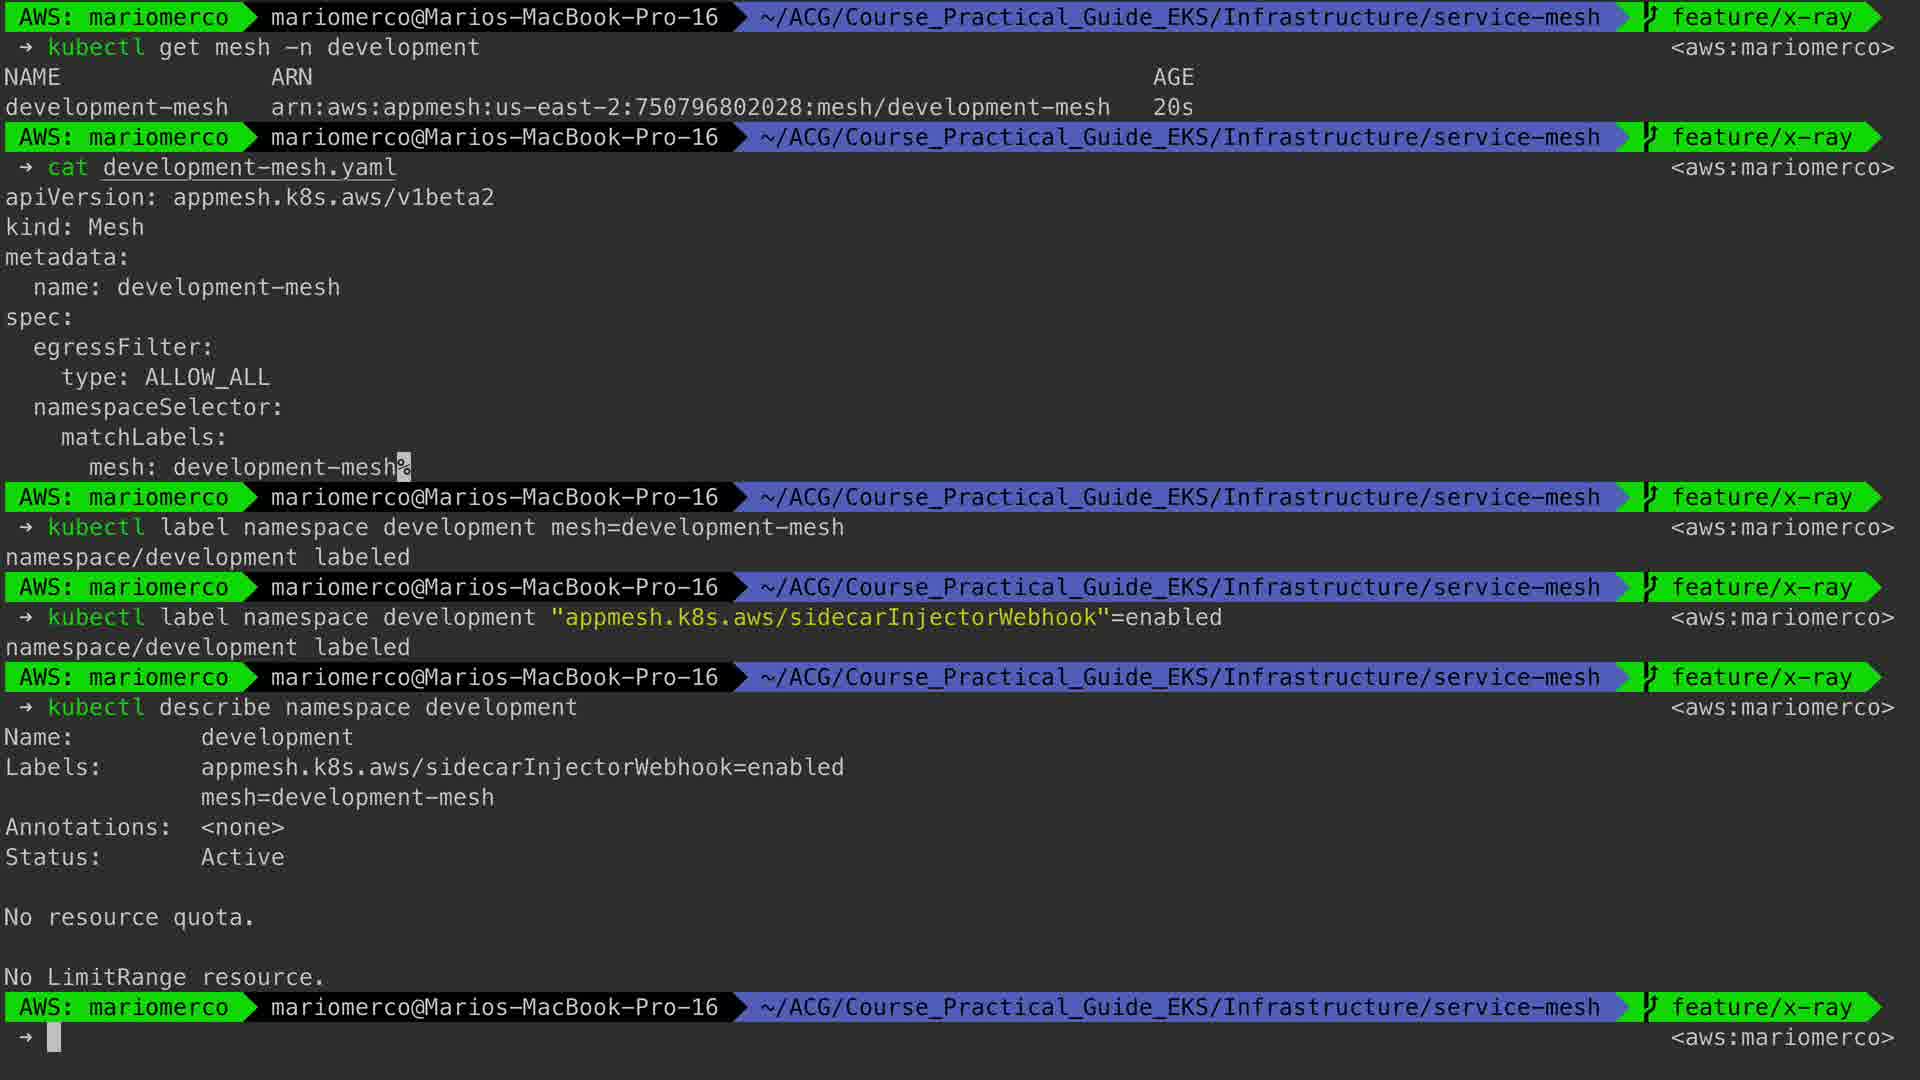 AWS: mariomerco mariomerco@Marios-MacBook-Pro-16 ~/ACG/Course_Practical_Guide_EKS/Infrastructure/service-mesh feature/x-ray
→ kubectl get mesh -n development <aws:mariomerco>
NAME ARN AGE
development-mesh arn:aws:appmesh:us-east-2:750796802028:mesh/development-mesh 20s
AWS: mariomerco mariomerco@Marios-MacBook-Pro-16 ~/ACG/Course_Practical_Guide_EKS/Infrastructure/service-mesh feature/x-ray
→ cat development-mesh.yaml <aws:mariomerco>
apiVersion: appmesh.k8s.aws/v1beta2
kind: Mesh
metadata:
  name: development-mesh
spec:
  egressFilter:
    type: ALLOW_ALL
  namespaceSelector:
    matchLabels:
      mesh: development-mesh%
AWS: mariomerco mariomerco@Marios-MacBook-Pro-16 ~/ACG/Course_Practical_Guide_EKS/Infrastructure/service-mesh feature/x-ray
→ kubectl label namespace development mesh=development-mesh <aws:mariomerco>
namespace/development labeled
AWS: mariomerco mariomerco@Marios-MacBook-Pro-16 ~/ACG/Course_Practical_Guide_EKS/Infrastructure/service-mesh feature/x-ray
→ kubectl label namespace development "appmesh.k8s.aws/sidecarInjectorWebhook"=enabled <aws:mariomerco>
namespace/development labeled
AWS: mariomerco mariomerco@Marios-MacBook-Pro-16 ~/ACG/Course_Practical_Guide_EKS/Infrastructure/service-mesh feature/x-ray
→ kubectl describe namespace development <aws:mariomerco>
Name: development
Labels: appmesh.k8s.aws/sidecarInjectorWebhook=enabled
mesh=development-mesh
Annotations: <none>
Status: Active
No resource quota.
No LimitRange resource.
AWS: mariomerco mariomerco@Marios-MacBook-Pro-16 ~/ACG/Course_Practical_Guide_EKS/Infrastructure/service-mesh feature/x-ray
→ <aws:mariomerco>